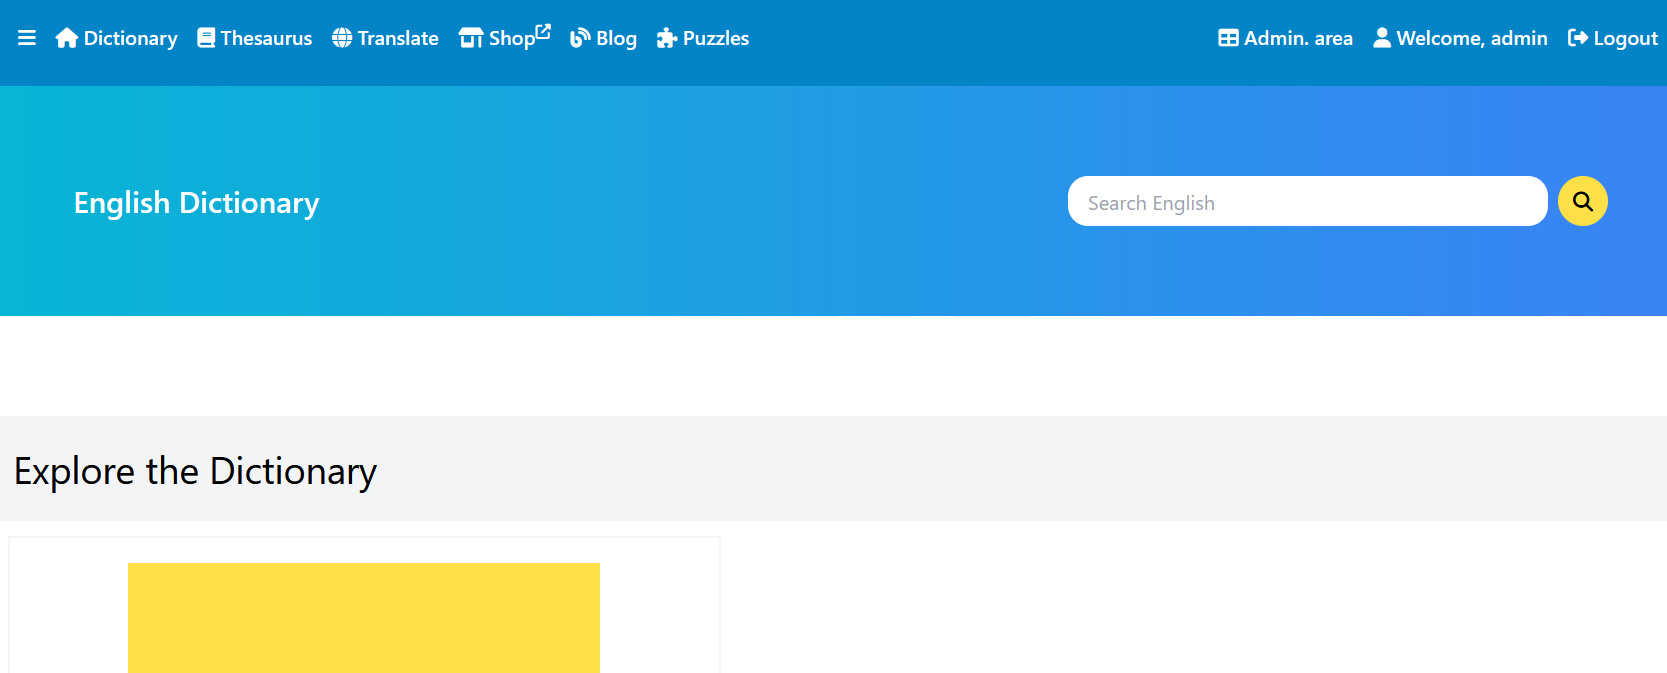 Dictionary Thesaurus Translate Shop Blog Puzzles Admin. area Welcome, admin Logout
English Dictionary Search English
Explore the Dictionary